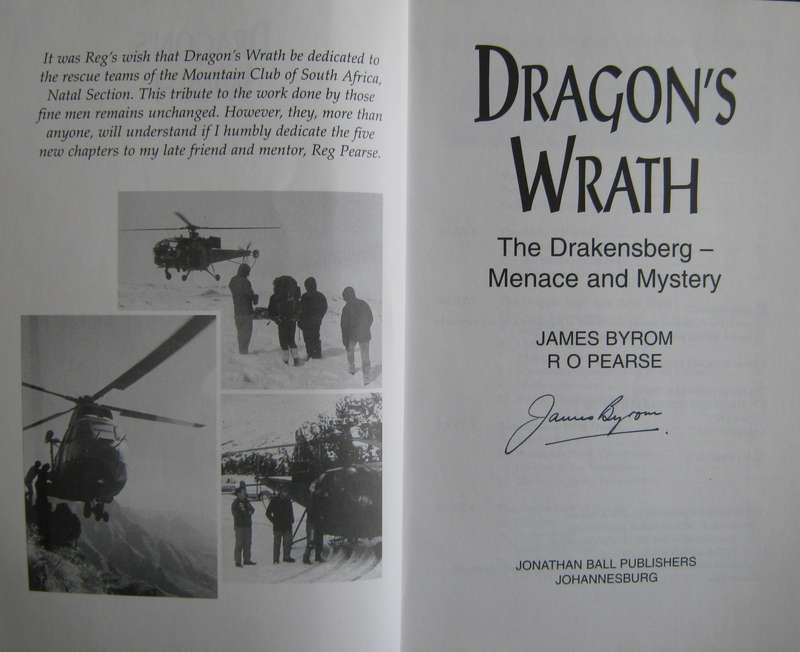 It was Reg's wish that Dragon's Wrath be dedicated to
the rescue teams of the Mountain Club of South Africa,
Natal Section. This tribute to the work done by those
fine men remains unchanged. However, they, more than
anyone, will understand if I humbly dedicate the five
new chapters to my late friend and mentor, Reg Pearse.
DRAGON'S
WRATH
The Drakensberg –
Menace and Mystery
JAMES BYROM
R O PEARSE
James Byrom
JONATHAN BALL PUBLISHERS
JOHANNESBURG